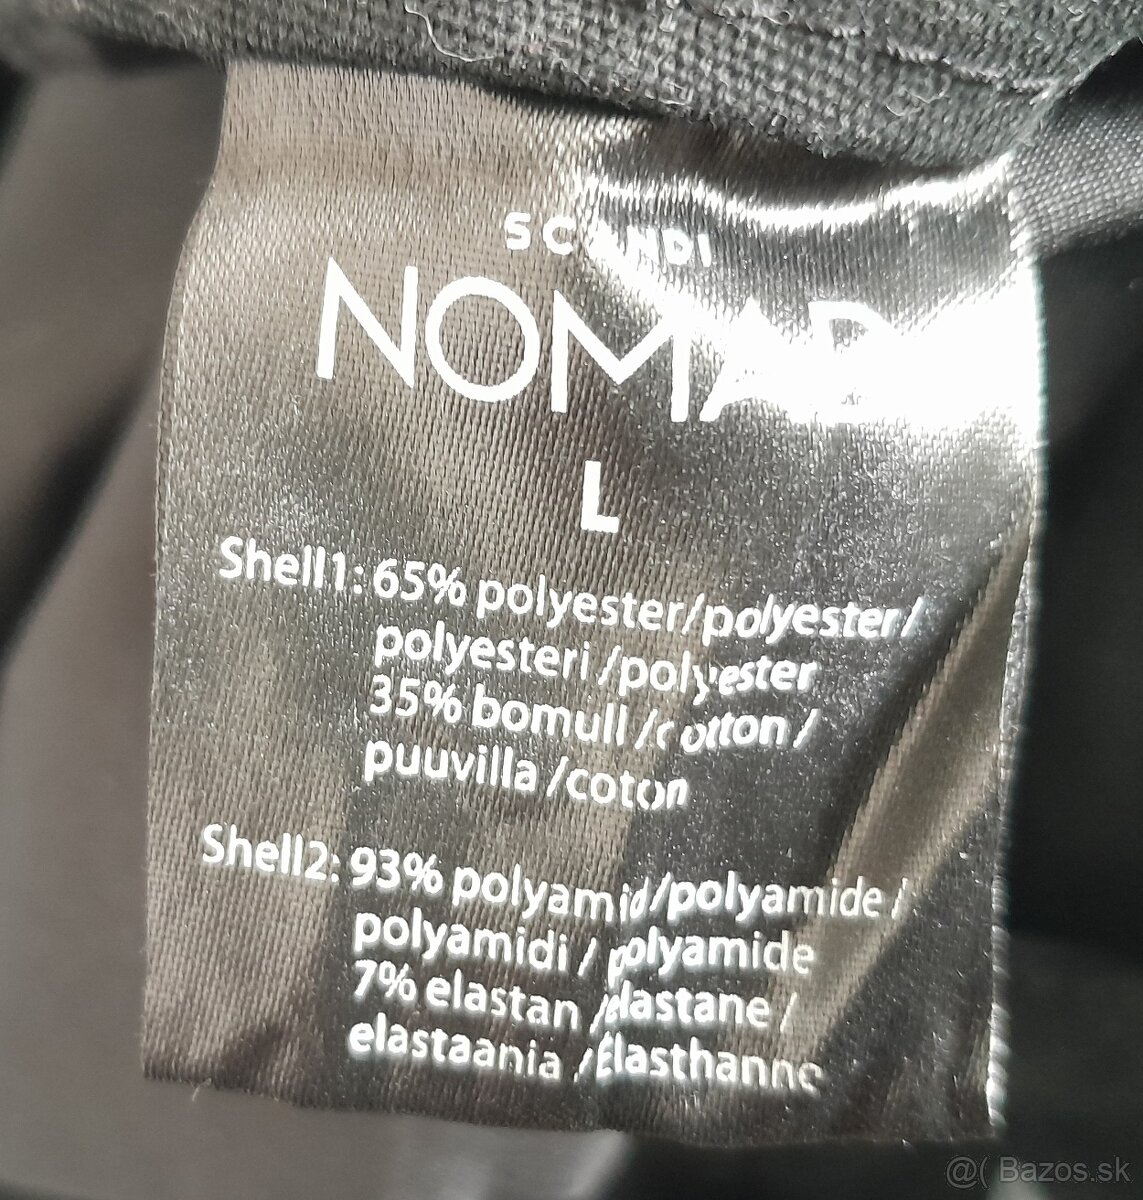 SCANDI
NOMAD
L
Shell1: 65% polyester/polyester/
polyesteri/polyester
35% bomull/cotton/
puuvilla/coton
Shell2: 93% polyamid/polyamide/
polyamidi/polyamide
7% elastan/elastane/
elastaania/Élasthanne
@( Bazos.sk